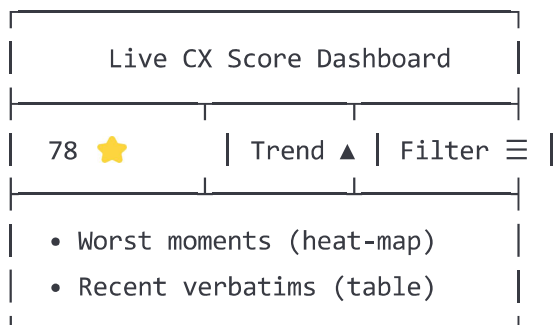 Live CX Score Dashboard
78 ⭐ | Trend ▲ | Filter ☰
• Worst moments (heat-map)
• Recent verbatims (table)